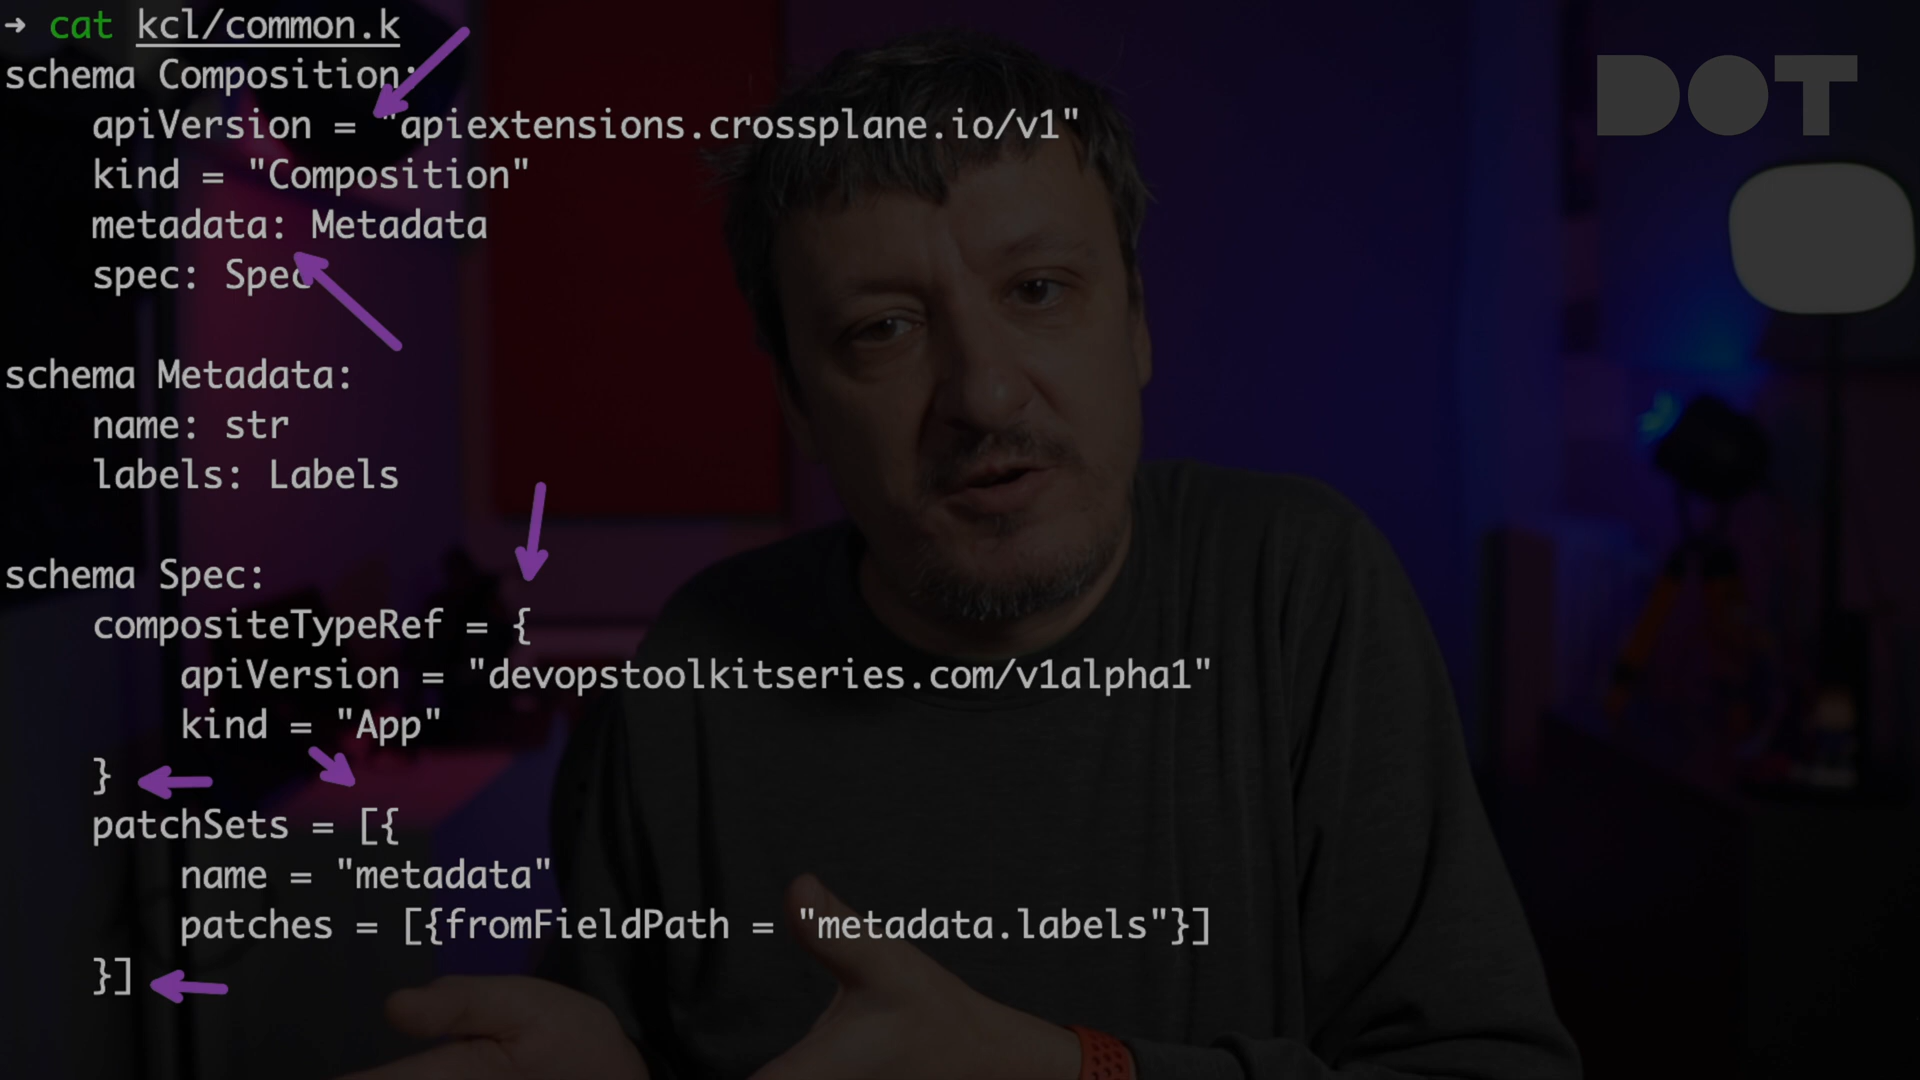 → cat kcl/common.k
DOT
schema Composition:
    apiVersion = "apiextensions.crossplane.io/v1"
    kind = "Composition"
    metadata: Metadata
    spec: Spec
schema Metadata:
    name: str
    labels: Labels
schema Spec:
    compositeTypeRef = {
        apiVersion = "devopstoolkitseries.com/v1alpha1"
        kind = "App"
    }
    patchSets = [{
        name = "metadata"
        patches = [{fromFieldPath = "metadata.labels"}]
    }]